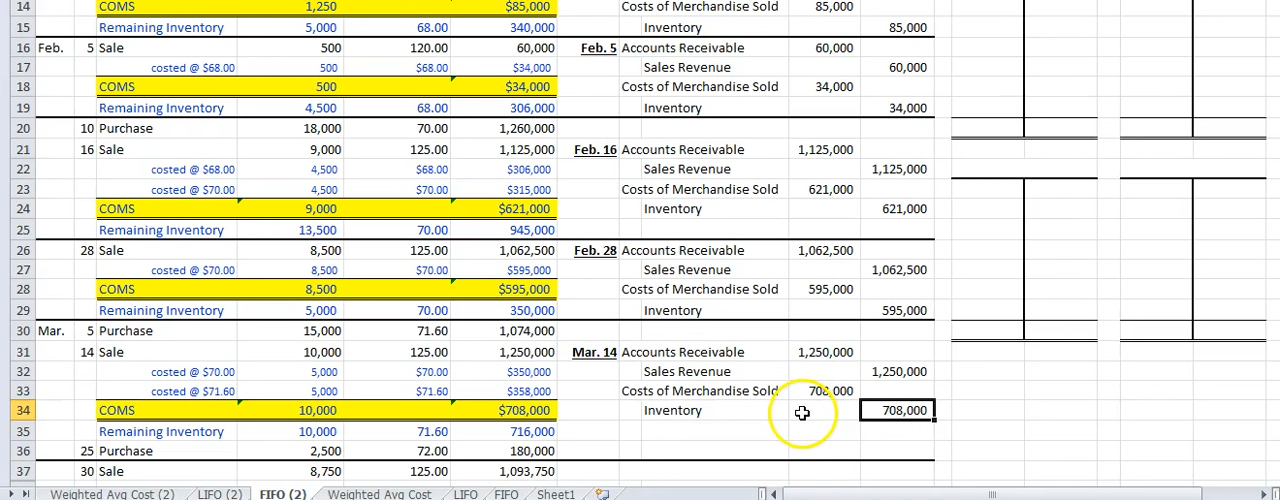 14 COMS 1,250 $85,000 Costs of Merchandise Sold 85,000
15 Remaining Inventory 5,000 68.00 340,000 Inventory 85,000
16 Feb. 5 Sale 500 120.00 60,000 Feb. 5 Accounts Receivable 60,000
17 costed @ $68.00 500 $68.00 $34,000 Sales Revenue 60,000
18 COMS 500 $34,000 Costs of Merchandise Sold 34,000
19 Remaining Inventory 4,500 68.00 306,000 Inventory 34,000
20 10 Purchase 18,000 70.00 1,260,000
21 16 Sale 9,000 125.00 1,125,000 Feb. 16 Accounts Receivable 1,125,000
22 costed @ $68.00 4,500 $68.00 $306,000 Sales Revenue 1,125,000
23 costed @ $70.00 4,500 $70.00 $315,000 Costs of Merchandise Sold 621,000
24 COMS 9,000 $621,000 Inventory 621,000
25 Remaining Inventory 13,500 70.00 945,000
26 28 Sale 8,500 125.00 1,062,500 Feb. 28 Accounts Receivable 1,062,500
27 costed @ $70.00 8,500 $70.00 $595,000 Sales Revenue 1,062,500
28 COMS 8,500 $595,000 Costs of Merchandise Sold 595,000
29 Remaining Inventory 5,000 70.00 350,000 Inventory 595,000
30 Mar. 5 Purchase 15,000 71.60 1,074,000
31 14 Sale 10,000 125.00 1,250,000 Mar. 14 Accounts Receivable 1,250,000
32 costed @ $70.00 5,000 $70.00 $350,000 Sales Revenue 1,250,000
33 costed @ $71.60 5,000 $71.60 $358,000 Costs of Merchandise Sold 708,000
34 COMS 10,000 $708,000 Inventory 708,000
35 Remaining Inventory 10,000 71.60 716,000
36 25 Purchase 2,500 72.00 180,000
37 30 Sale 8,750 125.00 1,093,750
Weighted Avg Cost (2) LIFO (2) FIFO (2) Weighted Avg Cost LIFO FIFO Sheet1